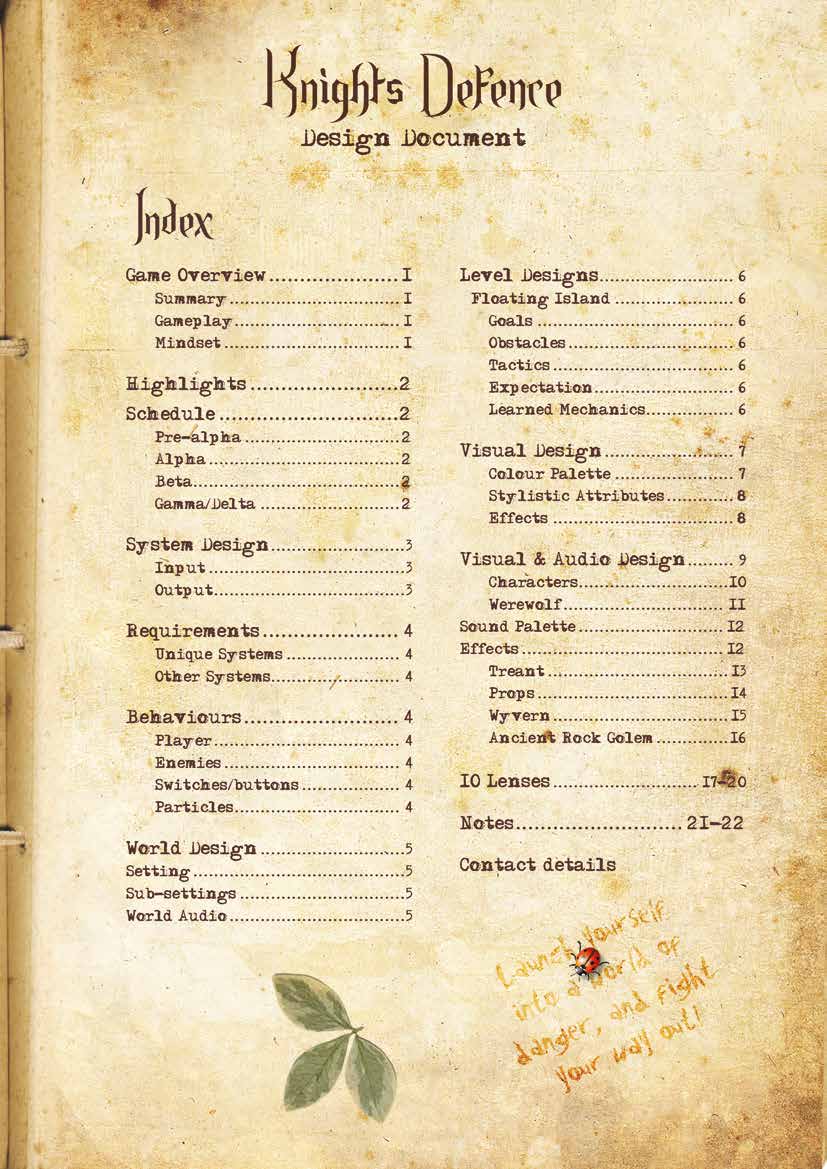 Knights Defence
Design Document
Index
Game Overview.....................I
Summary............................I
Gameplay...........................I
Mindset.............................I
Highlights........................2
Schedule.............................2
Pre-alpha..........................2
Alpha................................2
Beta..................................2
Gamma/Delta.......................2
System Design......................3
Input................................3
Output...............................3
Requirements...................... 4
Unique Systems................... 4
Other Systems..................... 4
Behaviours......................... 4
Player.............................. 4
Enemies............................ 4
Switches/buttons................ 4
Particles........................... 4
World Design.......................5
Setting..................................5
Sub-settings...........................5
World Audio............................5
Level Designs...................... 6
Floating Island................... 6
Goals................................ 6
Obstacles........................... 6
Tactics.............................. 6
Expectation....................... 6
Learned Mechanics.............. 6
Visual Design..................... 7
Colour Palette................... 7
Stylistic Attributes........... 8
Effects............................. 8
Visual & Audio Design........ 9
Characters........................10
Werewolf.......................... II
Sound Palette....................... I2
Effects................................ I2
Treant..............................I3
Props................................I4
Wyvern.............................I5
Ancient Rock Golem............I6
IO Lenses.......................I7-20
Notes........................... 2I-22
Contact details
Launch yourself
into a world of
danger, and fight
your way out!